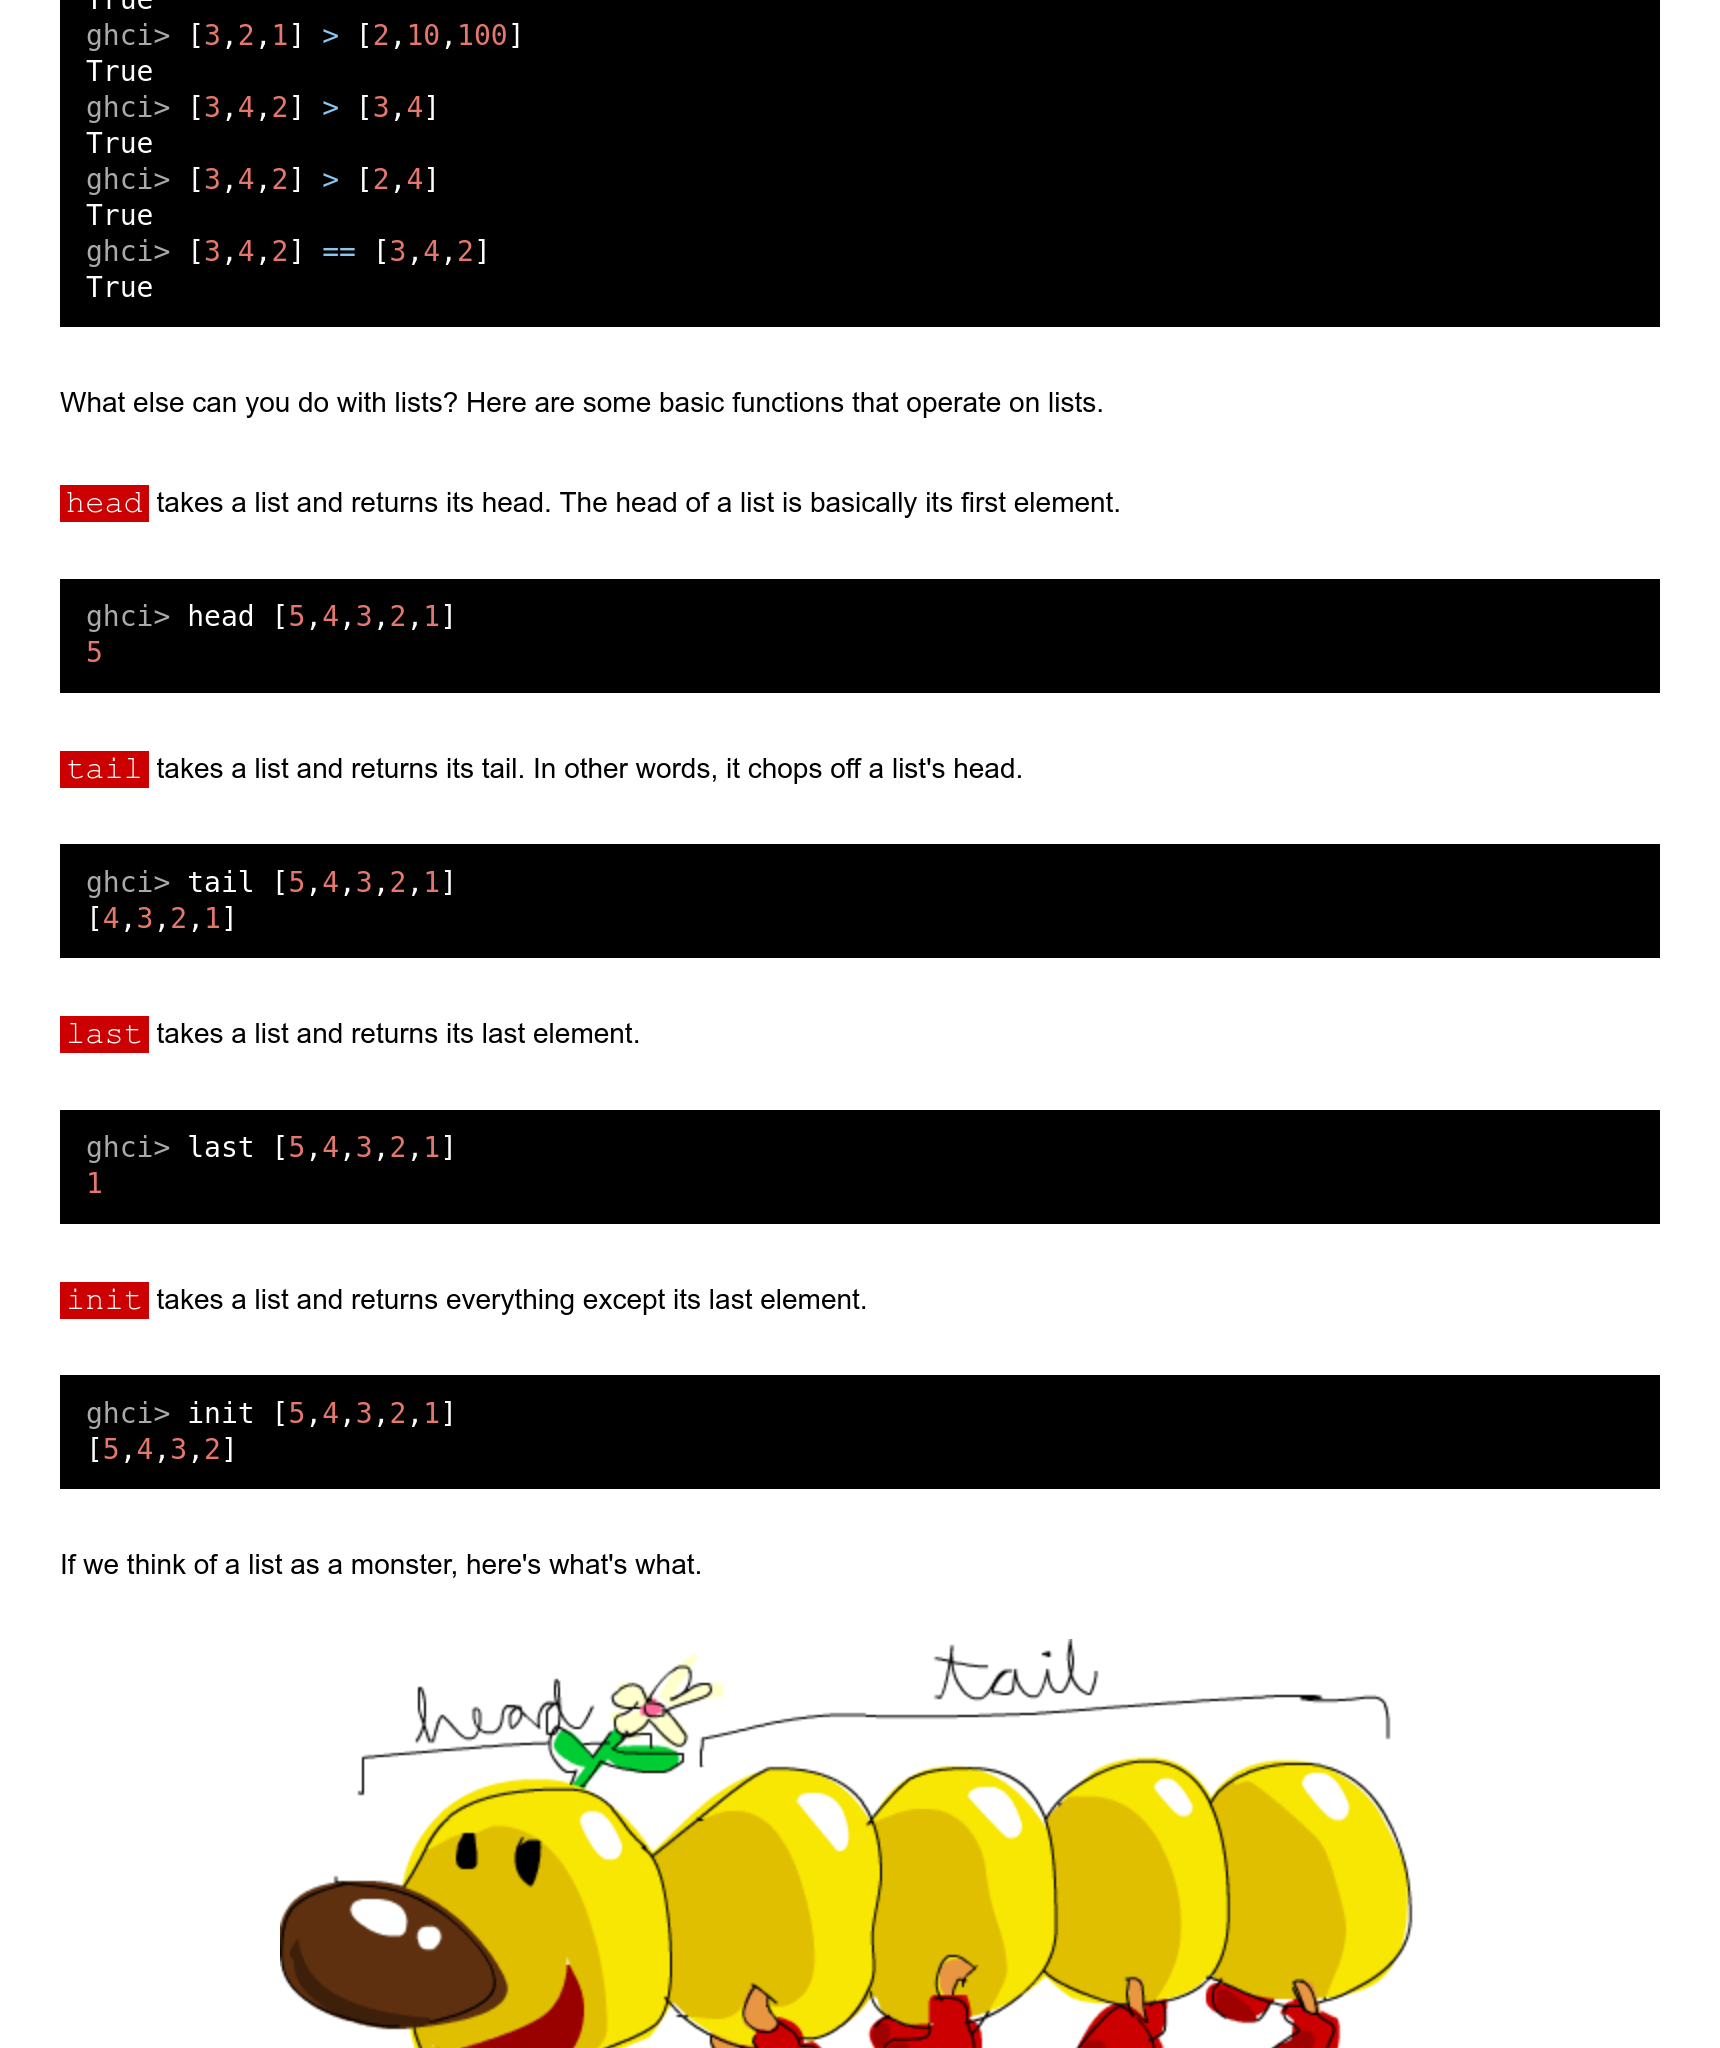 True
ghci> [3,2,1] > [2,10,100]
True
ghci> [3,4,2] > [3,4]
True
ghci> [3,4,2] > [2,4]
True
ghci> [3,4,2] == [3,4,2]
True
What else can you do with lists? Here are some basic functions that operate on lists.
head takes a list and returns its head. The head of a list is basically its first element.
ghci> head [5,4,3,2,1]
5
tail takes a list and returns its tail. In other words, it chops off a list's head.
ghci> tail [5,4,3,2,1]
[4,3,2,1]
last takes a list and returns its last element.
ghci> last [5,4,3,2,1]
1
init takes a list and returns everything except its last element.
ghci> init [5,4,3,2,1]
[5,4,3,2]
If we think of a list as a monster, here's what's what.
head
tail